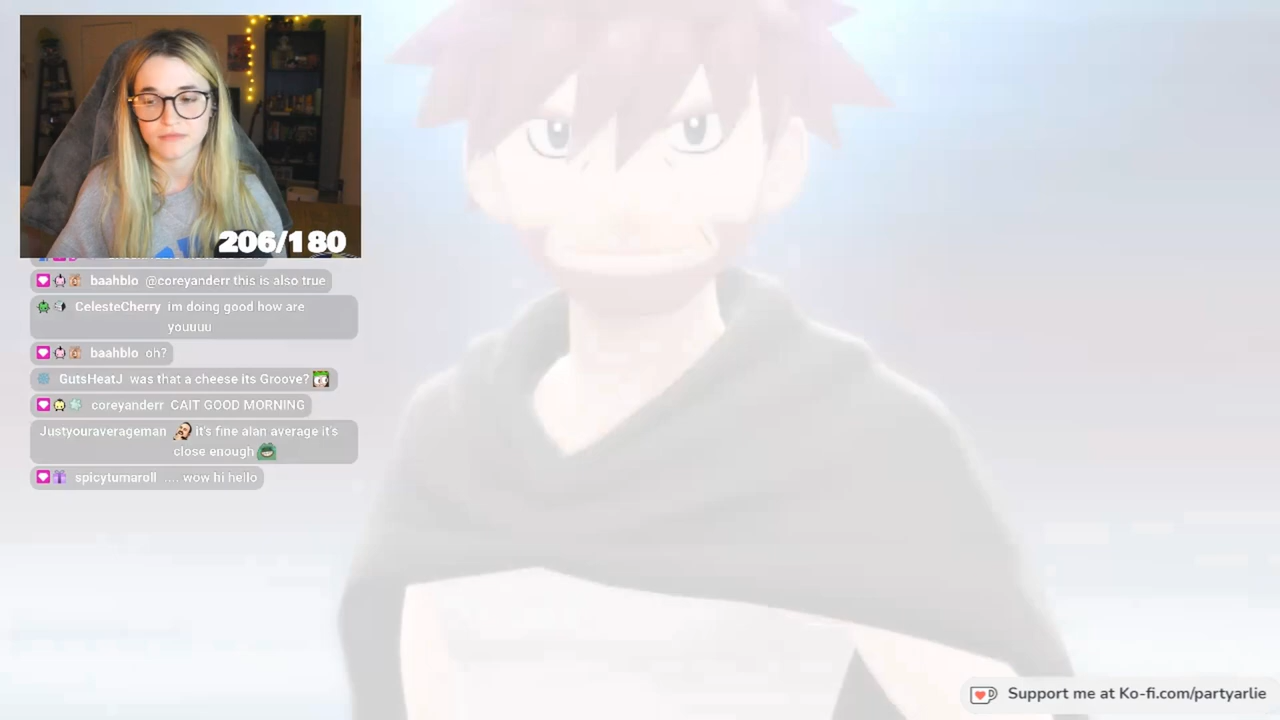 206/180
baahblo @coreyanderr this is also true
CelesteCherry im doing good how are
youuuu
baahblo oh?
GutsHeatJ was that a cheese its Groove?
coreyanderr CAIT GOOD MORNING
Justyouraverageman it's fine alan average it's
close enough
spicytumaroll .... wow hi hello
Support me at Ko-fi.com/partyarlie